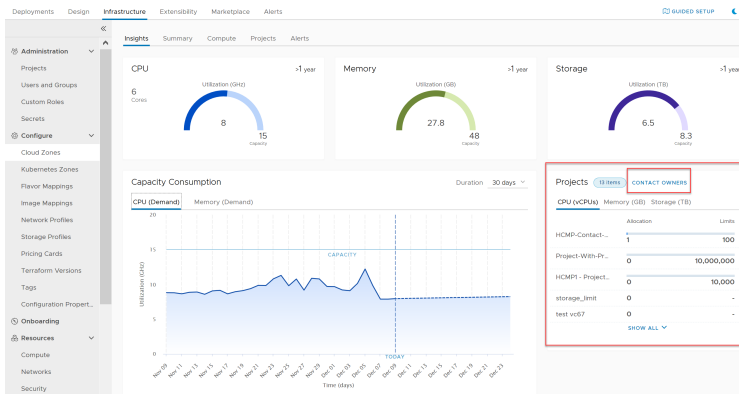 Deployments Design Infrastructure Extensibility Marketplace Alerts GUIDED SETUP
«
Insights Summary Compute Projects Alerts
Administration
Projects
Users and Groups
Custom Roles
Secrets
Configure
Cloud Zones
Kubernetes Zones
Flavor Mappings
Image Mappings
Network Profiles
Storage Profiles
Pricing Cards
Terraform Versions
Tags
Configuration Propert...
Onboarding
Resources
Compute
Networks
Security
CPU >1 year
6
Cores
Utilization (GHz)
8
15
Capacity
Memory >1 year
Utilization (GB)
27.8
48
Capacity
Storage >1 year
Utilization (TB)
6.5
8.3
Capacity
Capacity Consumption Duration 30 days
CPU (Demand) Memory (Demand)
Utilization (GHz)
20
15
10
5
0
CAPACITY
TODAY
Nov 09 Nov 11 Nov 13 Nov 15 Nov 17 Nov 19 Nov 21 Nov 23 Nov 25 Nov 27 Nov 29 Dec 01 Dec 03 Dec 05 Dec 07 Dec 09 Dec 11 Dec 13 Dec 15 Dec 17 Dec 19 Dec 21 Dec 23
Time (days)
Projects 13 items CONTACT OWNERS
CPU (vCPUs) Memory (GB) Storage (TB)
Allocation Limits
HCMP-Contact-... 1 100
Project-With-Pr... 0 10,000,000
HCMP1 - Project... 0 10,000
storage_limit 0 -
test vc67 0 -
SHOW ALL